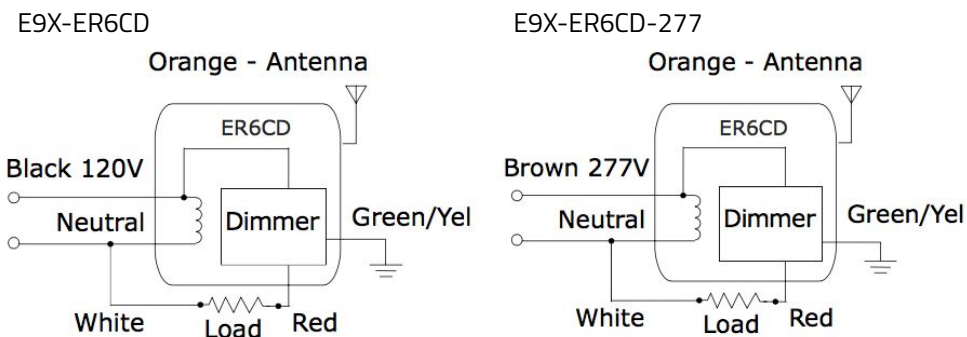 E9X-ER6CD
Orange - Antenna
ER6CD
Black 120V
Neutral
Dimmer
Green/Yel
White
Load
Red
E9X-ER6CD-277
Orange - Antenna
ER6CD
Brown 277V
Neutral
Dimmer
Green/Yel
White
Load
Red